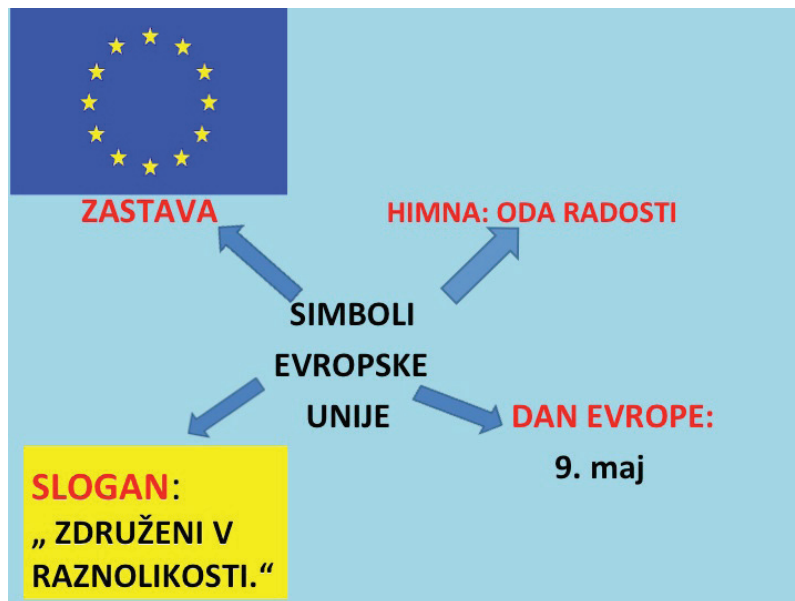 ZASTAVA
HIMNA: ODA RADOSTI
SIMBOLI
EVROPSKE
UNIJE
DAN EVROPE:
9. maj
SLOGAN:
„ ZDRUŽENI V
RAZNOLIKOSTI.“